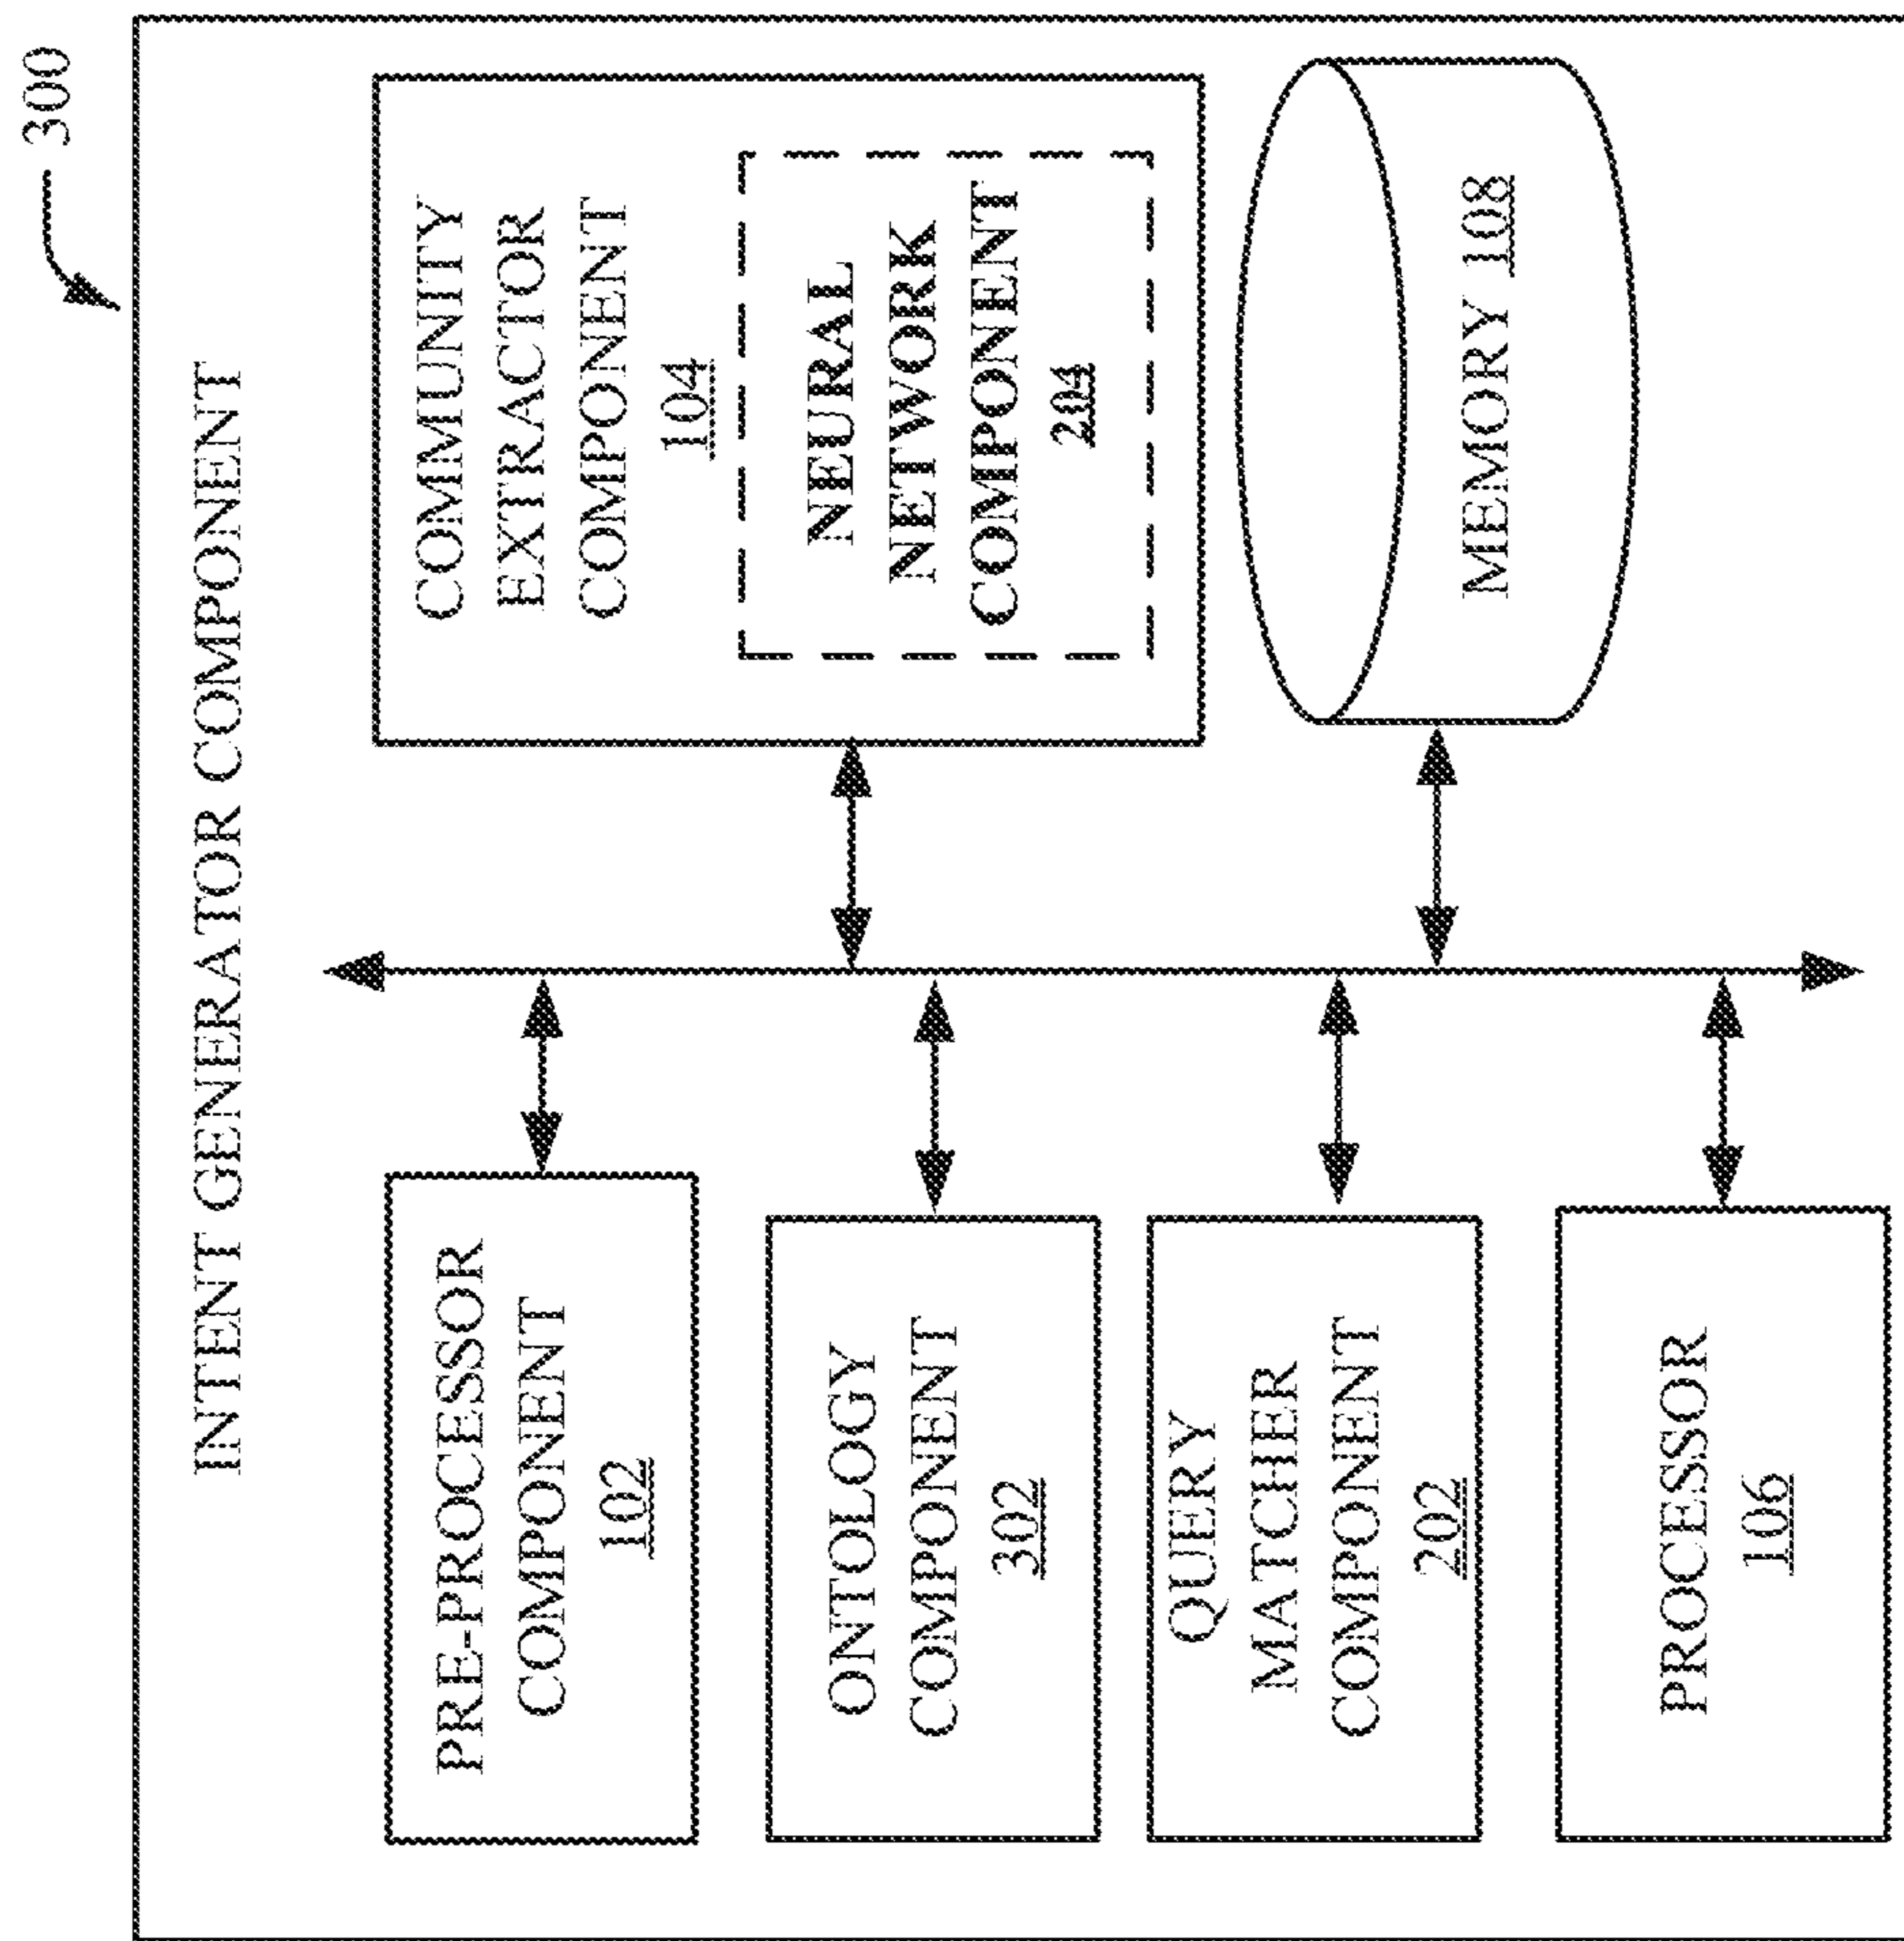 300
INTENT GENERATOR COMPONENT
PRE-PROCESSOR
COMPONENT
102
ONTOLOGY
COMPONENT
302
QUERY
MATCHER
COMPONENT
202
PROCESSOR
106
COMMUNITY
EXTRACTOR
COMPONENT
104
NEURAL
NETWORK
COMPONENT
204
MEMORY 108